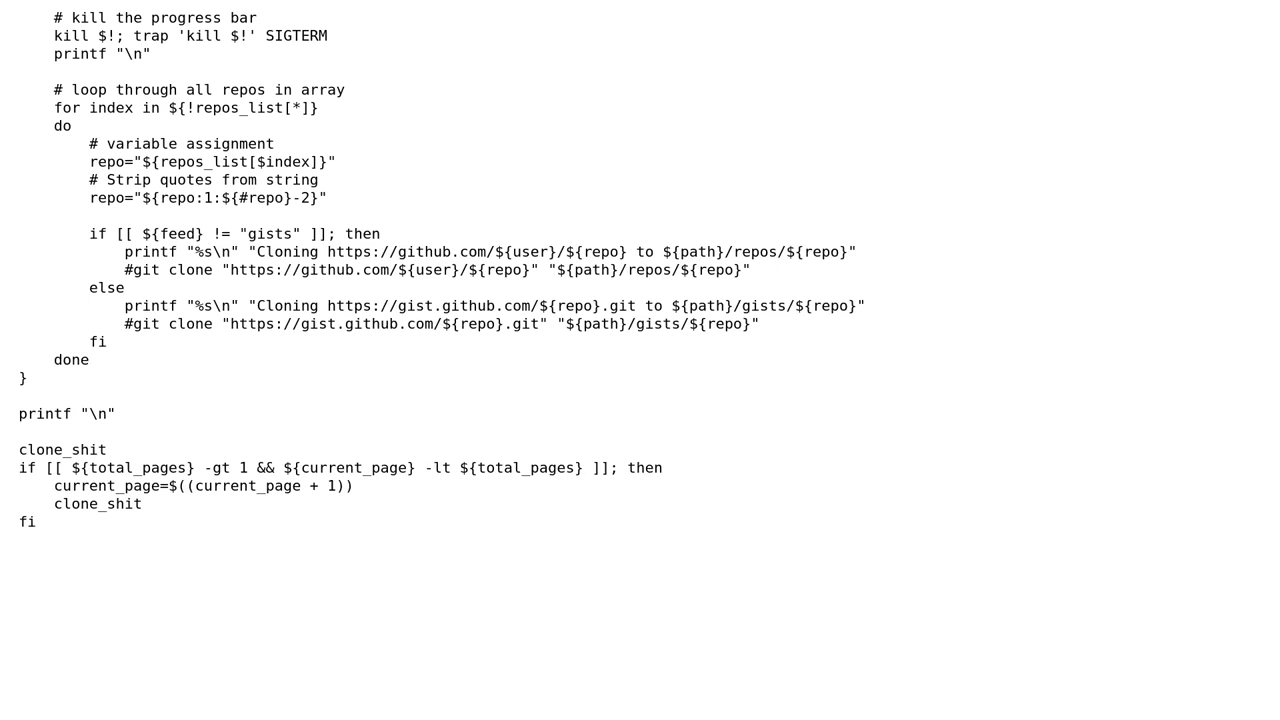 # kill the progress bar
    kill $!; trap 'kill $!' SIGTERM
    printf "\n"

    # loop through all repos in array
    for index in ${!repos_list[*]}
    do
        # variable assignment
        repo="${repos_list[$index]}"
        # Strip quotes from string
        repo="${repo:1:${#repo}-2}"

        if [[ ${feed} != "gists" ]]; then
            printf "%s\n" "Cloning https://github.com/${user}/${repo} to ${path}/repos/${repo}"
            #git clone "https://github.com/${user}/${repo}" "${path}/repos/${repo}"
        else
            printf "%s\n" "Cloning https://gist.github.com/${repo}.git to ${path}/gists/${repo}"
            #git clone "https://gist.github.com/${repo}.git" "${path}/gists/${repo}"
        fi
    done
}

printf "\n"

clone_shit
if [[ ${total_pages} -gt 1 && ${current_page} -lt ${total_pages} ]]; then
    current_page=$((current_page + 1))
    clone_shit
fi